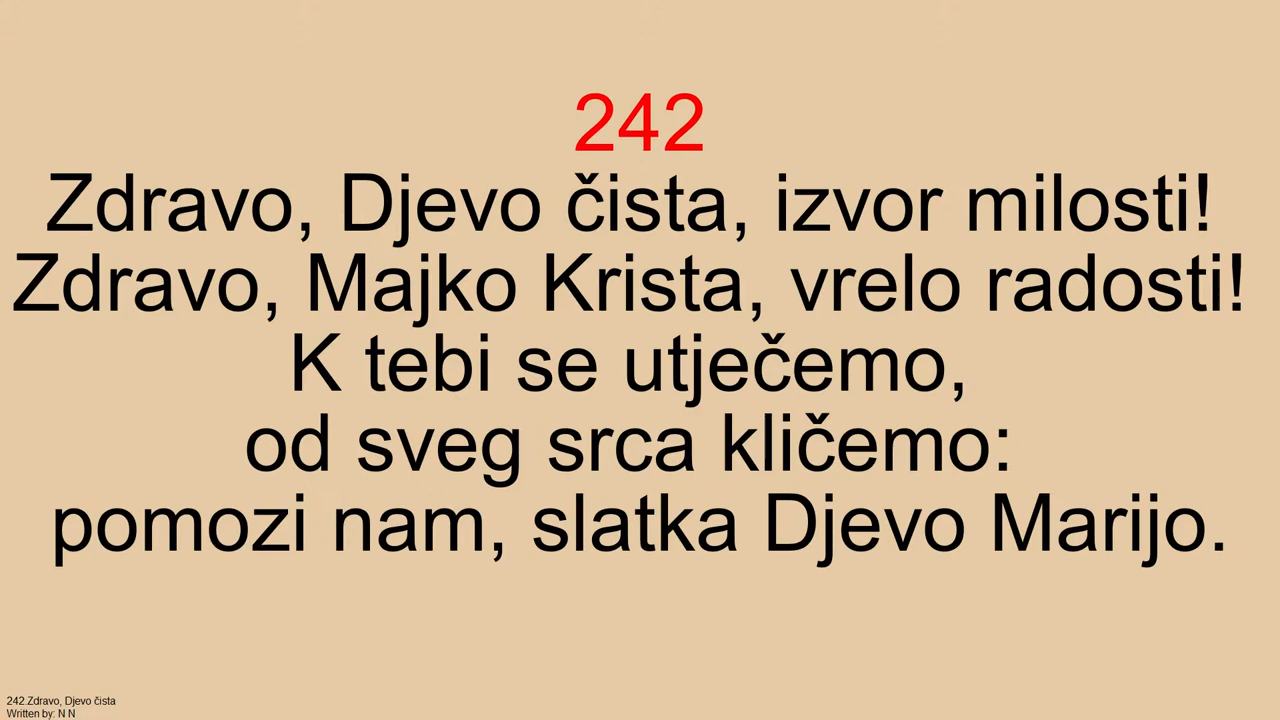 242
Zdravo, Djevo čista, izvor milosti!
Zdravo, Majko Krista, vrelo radosti!
K tebi se utječemo,
od sveg srca kličemo:
pomozi nam, slatka Djevo Marijo.
242.Zdravo, Djevo čista
Written by: N N